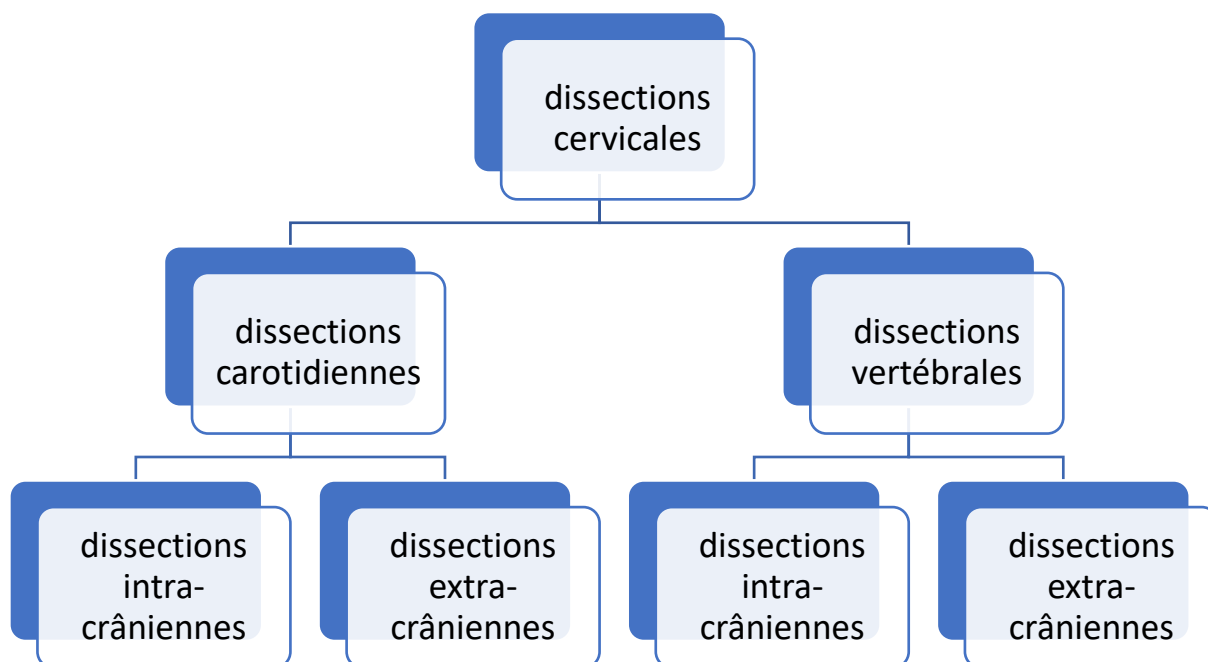 dissections
cervicales
dissections
carotidiennes
dissections
vertébrales
dissections
intra-
crâniennes
dissections
extra-
crâniennes
dissections
intra-
crâniennes
dissections
extra-
crâniennes